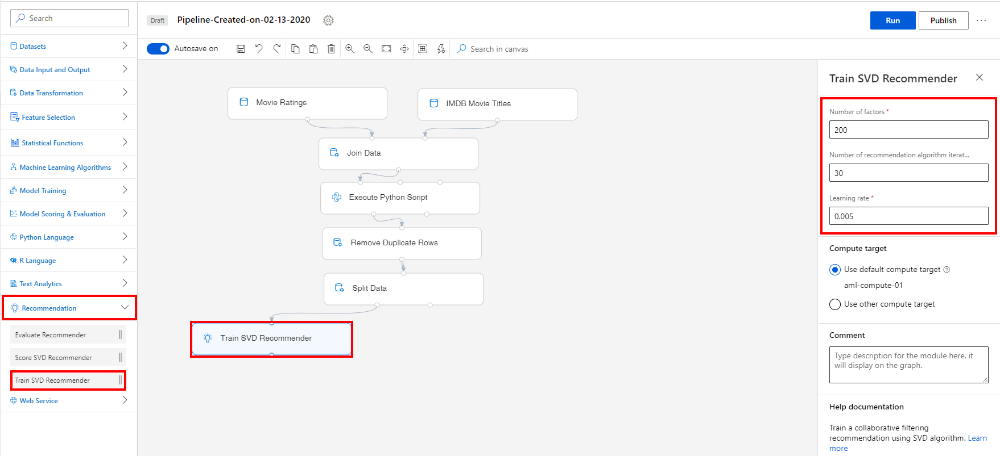 Search
Datasets
Data Input and Output
Data Transformation
Feature Selection
Statistical Functions
Machine Learning Algorithms
Model Training
Model Scoring & Evaluation
Python Language
R Language
Text Analytics
Recommendation
Evaluate Recommender
Score SVD Recommender
Train SVD Recommender
Web Service
Draft
Pipeline-Created-on-02-13-2020
Run
Publish
Autosave on
Search in canvas
Movie Ratings
IMDB Movie Titles
Join Data
Execute Python Script
Remove Duplicate Rows
Split Data
Train SVD Recommender
Train SVD Recommender
Number of factors *
200
Number of recommendation algorithm iterat...
30
Learning rate *
0.005
Compute target
Use default compute target
aml-compute-01
Use other compute target
Comment
Type description for the module here, it
will display on the graph.
Help documentation
Train a collaborative filtering
recommendation using SVD algorithm. Learn
more